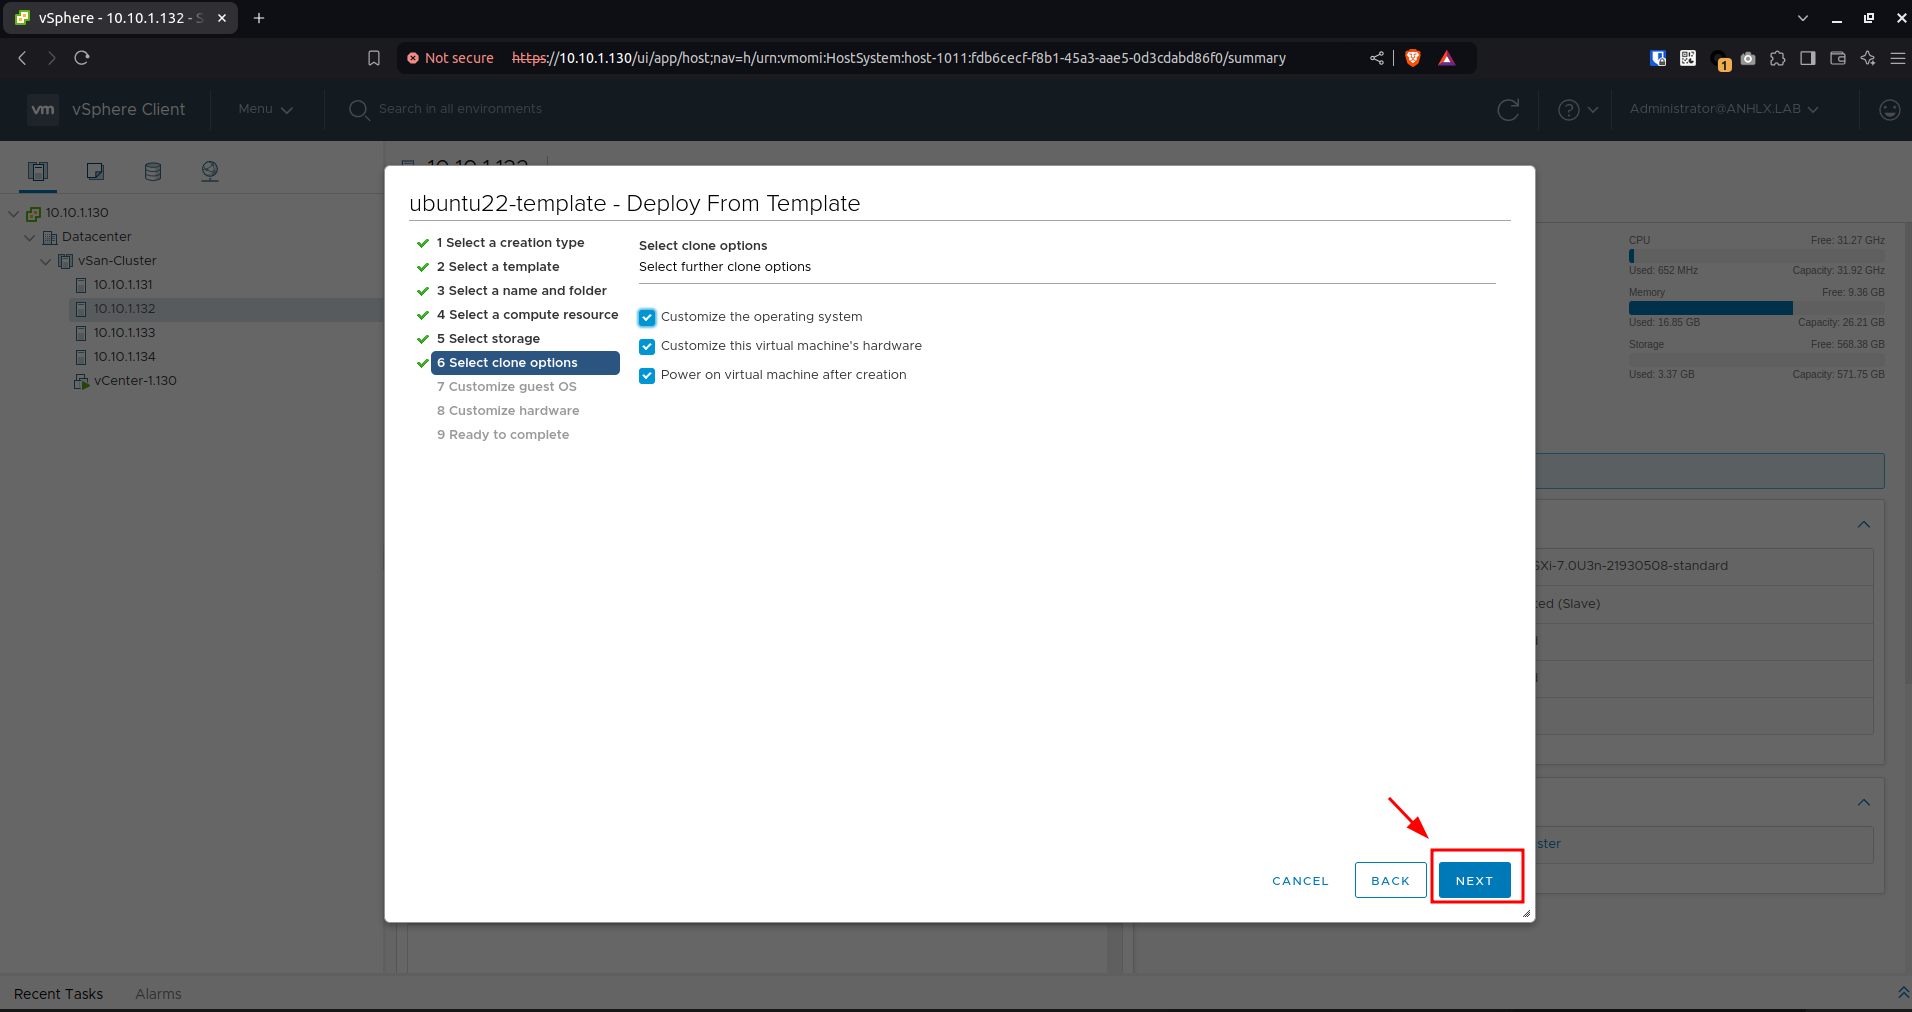 vSphere - 10.10.1.132 - S
Not secure
https://10.10.1.130/ui/app/host;nav=h/urn:vmomi:HostSystem:host-1011:fdb6cecf-f8b1-45a3-aae5-0d3cdabd86f0/summary
1
vm
vSphere Client
Menu
Search in all environments
Administrator@ANHLX.LAB
10.10.1.132
10.10.1.130
Datacenter
vSan-Cluster
10.10.1.131
10.10.1.132
10.10.1.133
10.10.1.134
vCenter-1.130
ubuntu22-template - Deploy From Template
1 Select a creation type
2 Select a template
3 Select a name and folder
4 Select a compute resource
5 Select storage
6 Select clone options
7 Customize guest OS
8 Customize hardware
9 Ready to complete
Select clone options
Select further clone options
Customize the operating system
Customize this virtual machine's hardware
Power on virtual machine after creation
CANCEL
BACK
NEXT
CPU
Free: 31.27 GHz
Used: 652 MHz
Capacity: 31.92 GHz
Memory
Free: 9.36 GB
Used: 16.85 GB
Capacity: 26.21 GB
Storage
Free: 568.38 GB
Used: 3.37 GB
Capacity: 571.75 GB
SXi-7.0U3n-21930508-standard
ted (Slave)
ster
Recent Tasks
Alarms